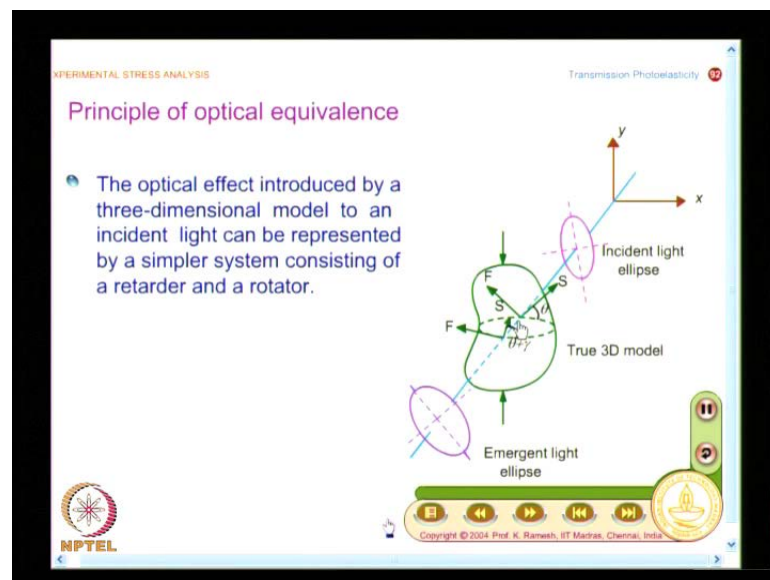 XPERIMENTAL STRESS ANALYSIS
Transmission Photoelasticity 92
Principle of optical equivalence
The optical effect introduced by a
three-dimensional model to an
incident light can be represented
by a simpler system consisting of
a retarder and a rotator.
y
x
Incident light
ellipse
F
S
θ
S
F
θ+γ
True 3D model
Emergent light
ellipse
NPTEL
Copyright © 2004 Prof. K. Ramesh, IIT Madras, Chennai, India